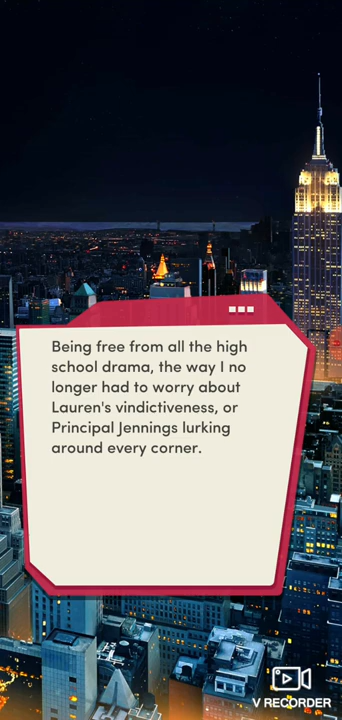 Being free from all the high
school drama, the way I no
longer had to worry about
Lauren's vindictiveness, or
Principal Jennings lurking
around every corner.
V RECORDER